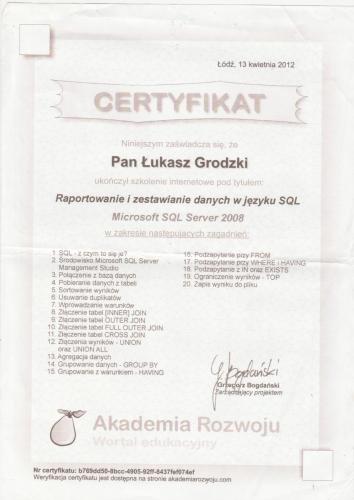 Łódź, 13 kwietnia 2012
CERTYFIKAT
Niniejszym zaświadcza się, że
Pan Łukasz Grodzki
ukończył szkolenie internetowe pod tytułem:
Raportowanie i zestawianie danych w języku SQL
Microsoft SQL Server 2008
w zakresie następujących zagadnień:
1. SQL - z czym to się je?
2. Środowisko Microsoft SQL Server
Management Studio
3. Połączenie z bazą danych
4. Pobieranie danych z tabeli
5. Sortowanie wyników
6. Usuwanie duplikatów
7. Wprowadzanie warunków
8. Złączenie tabel [INNER] JOIN
9. Złączenie tabel OUTER JOIN
10. Złączenie tabel FULL OUTER JOIN
11. Złączenie tabel CROSS JOIN
12. Złączenia wyników - UNION
oraz UNION ALL
13. Agregacja danych
14. Grupowanie danych - GROUP BY
15. Grupowanie z warunkiem - HAVING
16. Podzapytanie przy FROM
17. Podzapytanie przy WHERE i HAVING
18. Podzapytanie z IN oraz EXISTS
19. Ograniczenie wyników - TOP
20. Zapis wyniku do pliku
Grzegorz Bogdański
Zarządzający projektem
Akademia Rozwoju
Wortal edukacyjny
Nr certyfikatu: b769dd50-8bcc-4905-92ff-8437fef074ef
Weryfikacja certyfikatu jest dostępna na stronie akademiarozwoju.com